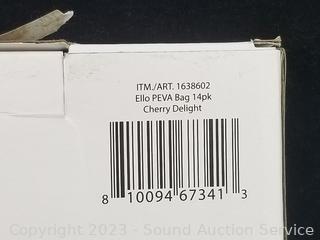 ITM./ART. 1638602
Ello PEVA Bag 14pk
Cherry Delight
8 10094 67341 3
Copyright 2023 - Sound Auction Service